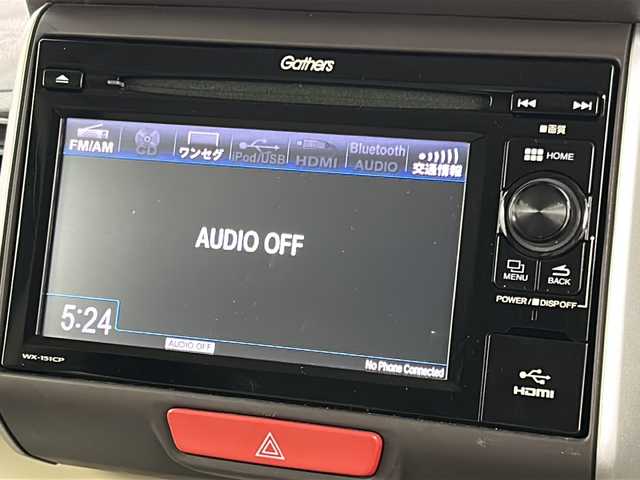 Gathers
■画質
FM/AM
CD
ワンセグ
iPod/USB
HDMI
Bluetooth
AUDIO
交通情報
HOME
AUDIO OFF
MENU
BACK
POWER/■DISP OFF
5:24
AUDIO OFF
No Phone Connected
WX-151CP
HDMI